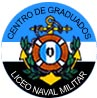 CENTRO DE GRADUADOS
LICEO NAVAL MILITAR